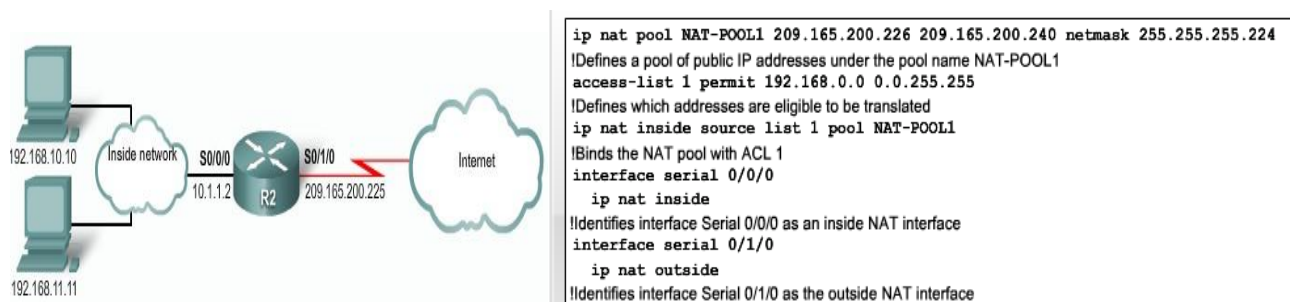 192.168.10.10
Inside network
S0/0/0
10.1.1.2
R2
S0/1/0
209.165.200.225
Internet
192.168.11.11
ip nat pool NAT-POOL1 209.165.200.226 209.165.200.240 netmask 255.255.255.224
!Defines a pool of public IP addresses under the pool name NAT-POOL1
access-list 1 permit 192.168.0.0 0.0.255.255
!Defines which addresses are eligible to be translated
ip nat inside source list 1 pool NAT-POOL1
!Binds the NAT pool with ACL 1
interface serial 0/0/0
ip nat inside
!Identifies interface Serial 0/0/0 as an inside NAT interface
interface serial 0/1/0
ip nat outside
!Identifies interface Serial 0/1/0 as the outside NAT interface